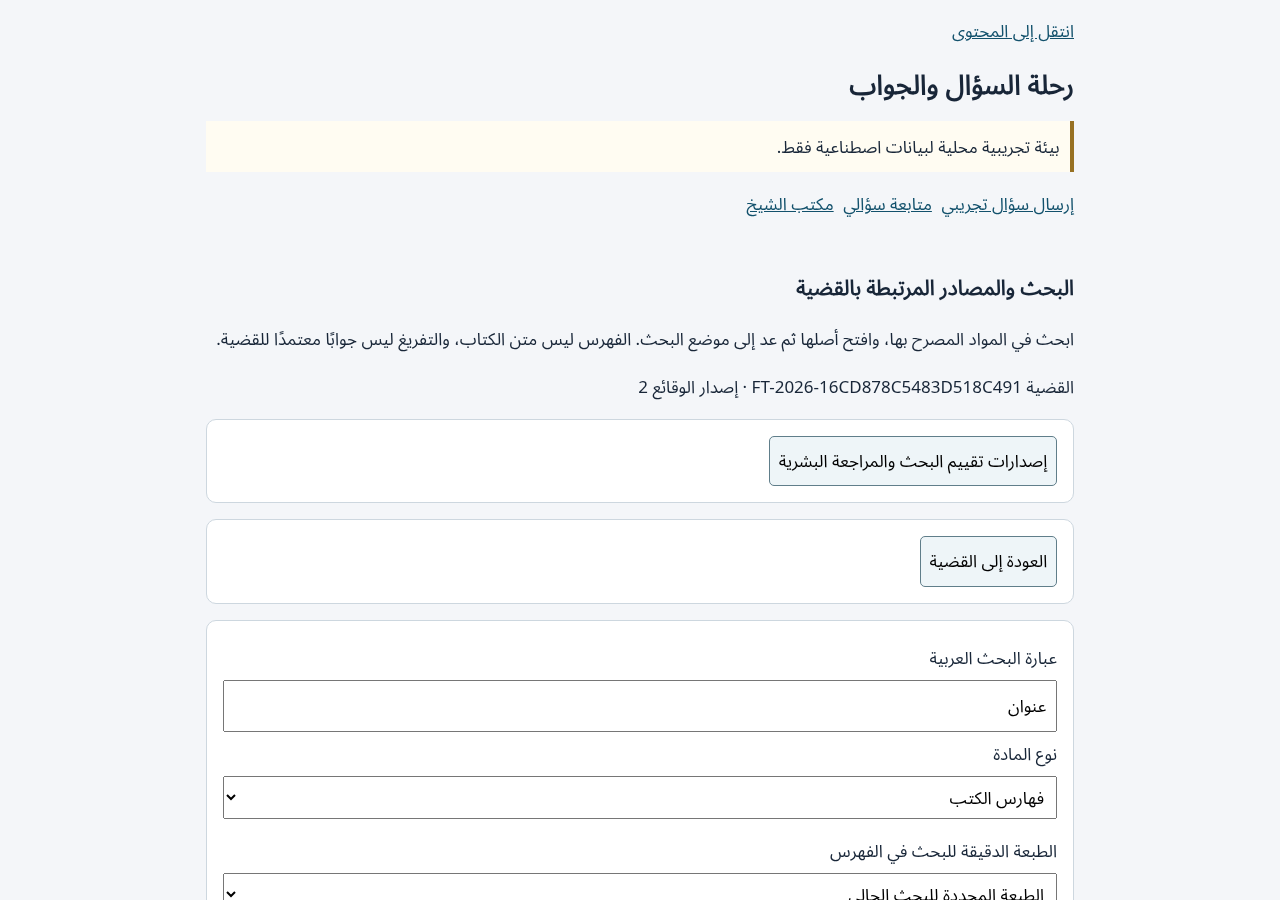 انتقل إلى المحتوى
رحلة السؤال والجواب
بيئة تجريبية محلية لبيانات اصطناعية فقط.
إرسال سؤال تجريبي متابعة سؤالي مكتب الشيخ
البحث والمصادر المرتبطة بالقضية
ابحث في المواد المصرح بها، وافتح أصلها ثم عد إلى موضع البحث. الفهرس ليس متن الكتاب، والتفريغ ليس جوابًا معتمدًا للقضية.
القضية FT-2026-16CD878C5483D518C491 · إصدار الوقائع 2
إصدارات تقييم البحث والمراجعة البشرية
العودة إلى القضية
عبارة البحث العربية
عنوان
نوع المادة
فهارس الكتب
الطبعة الدقيقة للبحث في الفهرس
الطبعة المحددة للبحث الحالي